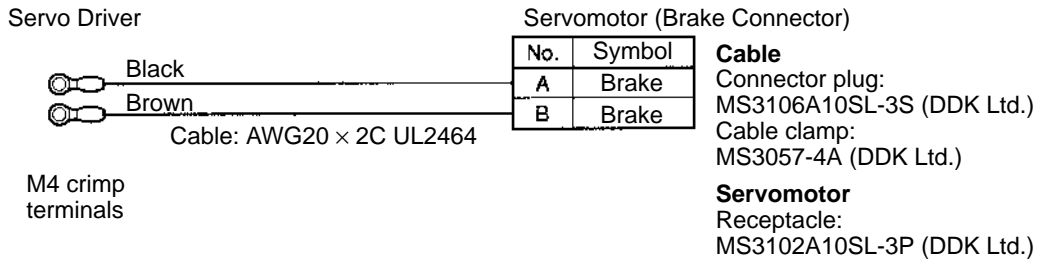 Servo Driver
Servomotor (Brake Connector)
No. Symbol
A Brake
B Brake
Black
Brown
Cable: AWG20 × 2C UL2464
M4 crimp
terminals
Cable
Connector plug:
MS3106A10SL-3S (DDK Ltd.)
Cable clamp:
MS3057-4A (DDK Ltd.)
Servomotor
Receptacle:
MS3102A10SL-3P (DDK Ltd.)